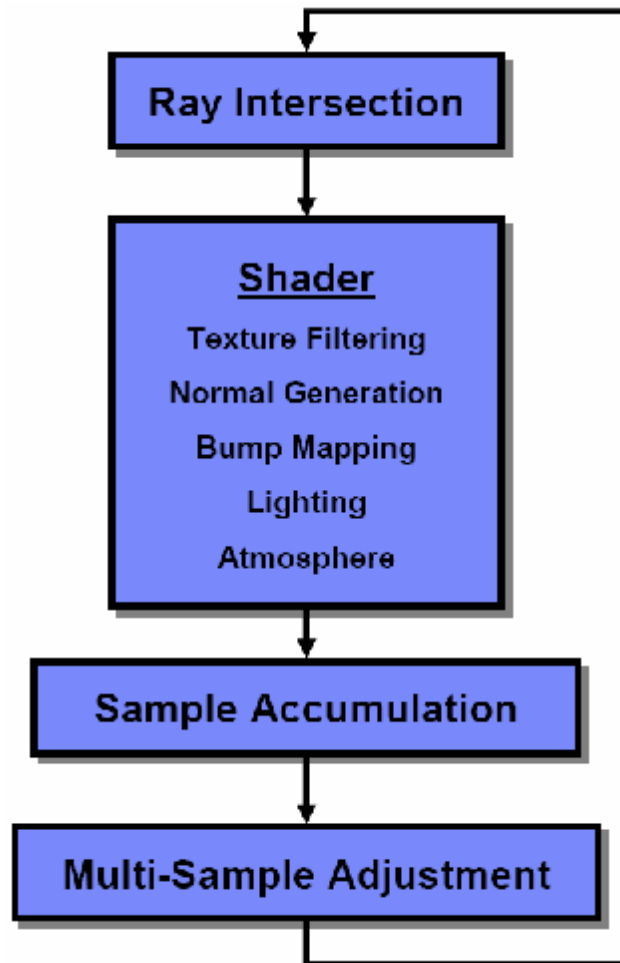 Ray Intersection
Shader
Texture Filtering
Normal Generation
Bump Mapping
Lighting
Atmosphere
Sample Accumulation
Multi-Sample Adjustment